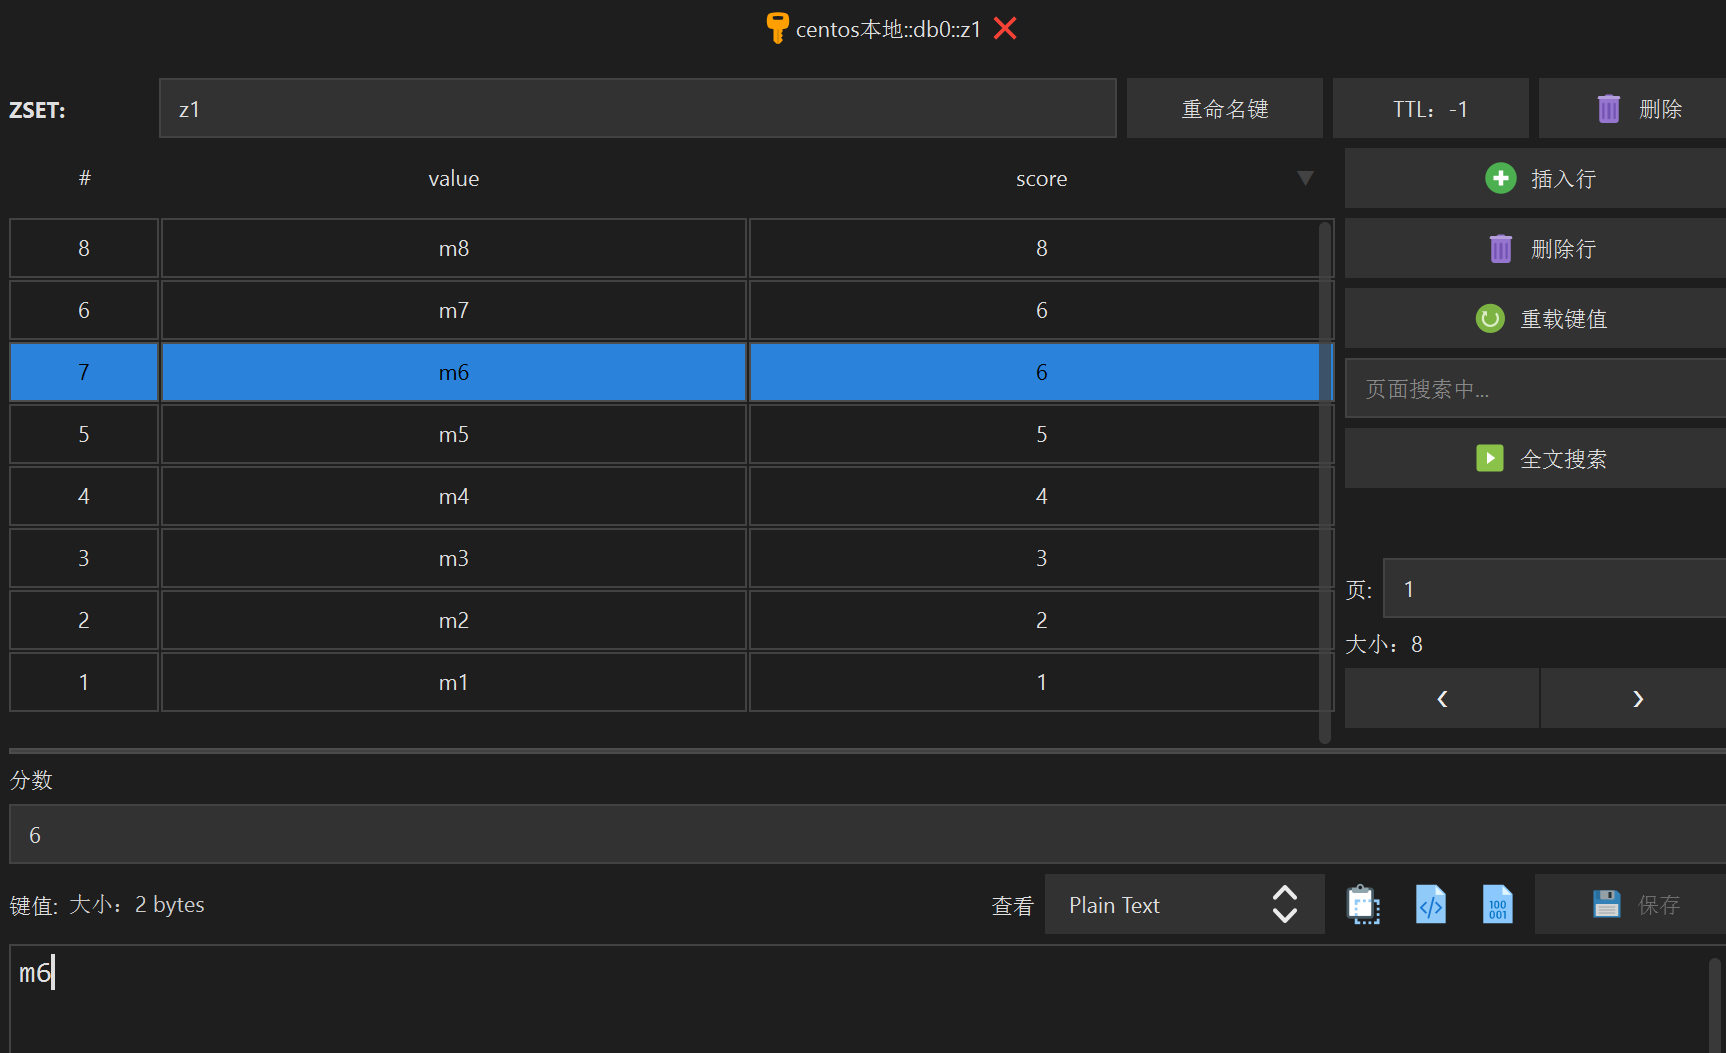 centos本地::db0::z1
ZSET: z1 重命名键 TTL：-1 删除
# value score
8 m8 8
6 m7 6
7 m6 6
5 m5 5
4 m4 4
3 m3 3
2 m2 2
1 m1 1
插入行
删除行
重载键值
页面搜索中...
全文搜索
页: 1
大小：8
分数
6
键值: 大小：2 bytes 查看 Plain Text 100 001 保存
m6